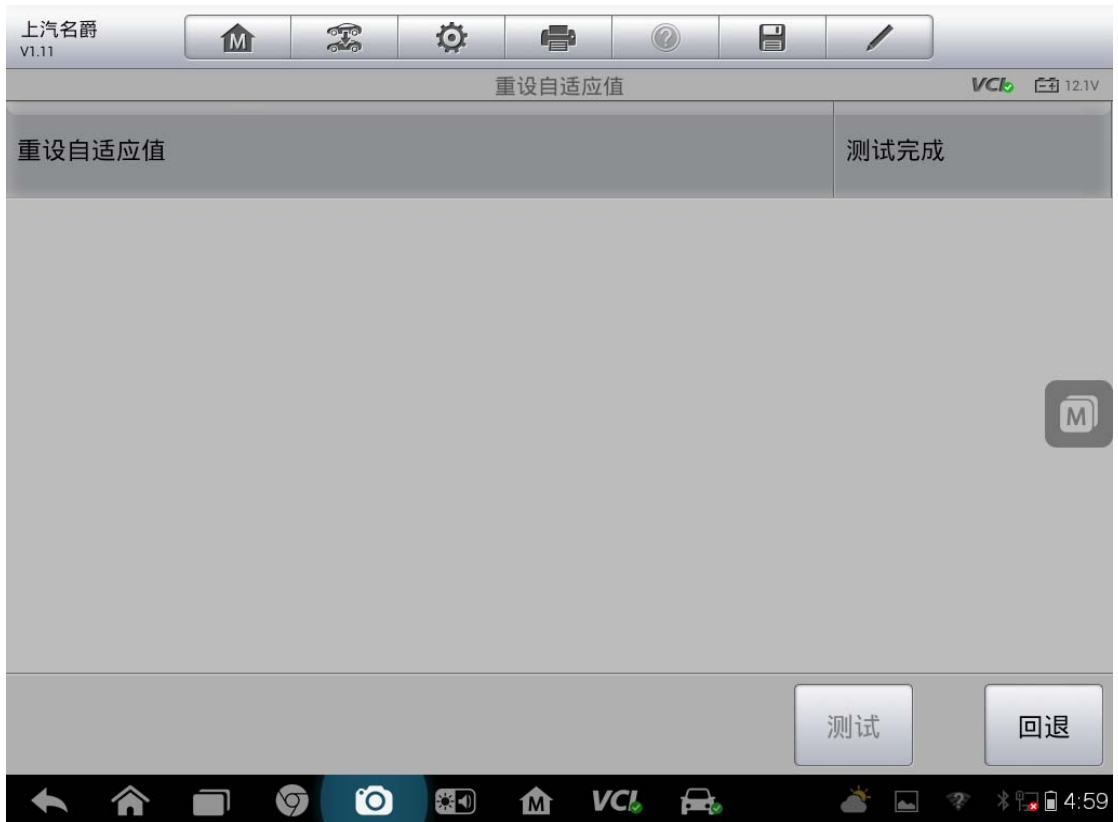 上汽名爵
V1.11
M
重设自适应值
VCI 12.1V
重设自适应值 测试完成
M
测试 回退
M VCI 4:59